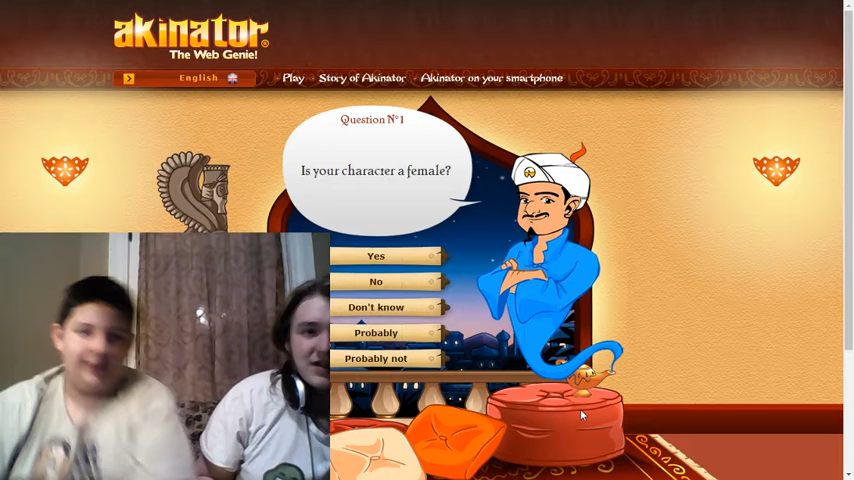 akinator®
The Web Genie!
English
Play
Story of Akinator
Akinator on your smartphone
Question N°1
Is your character a female?
Yes
No
Don't know
Probably
Probably not